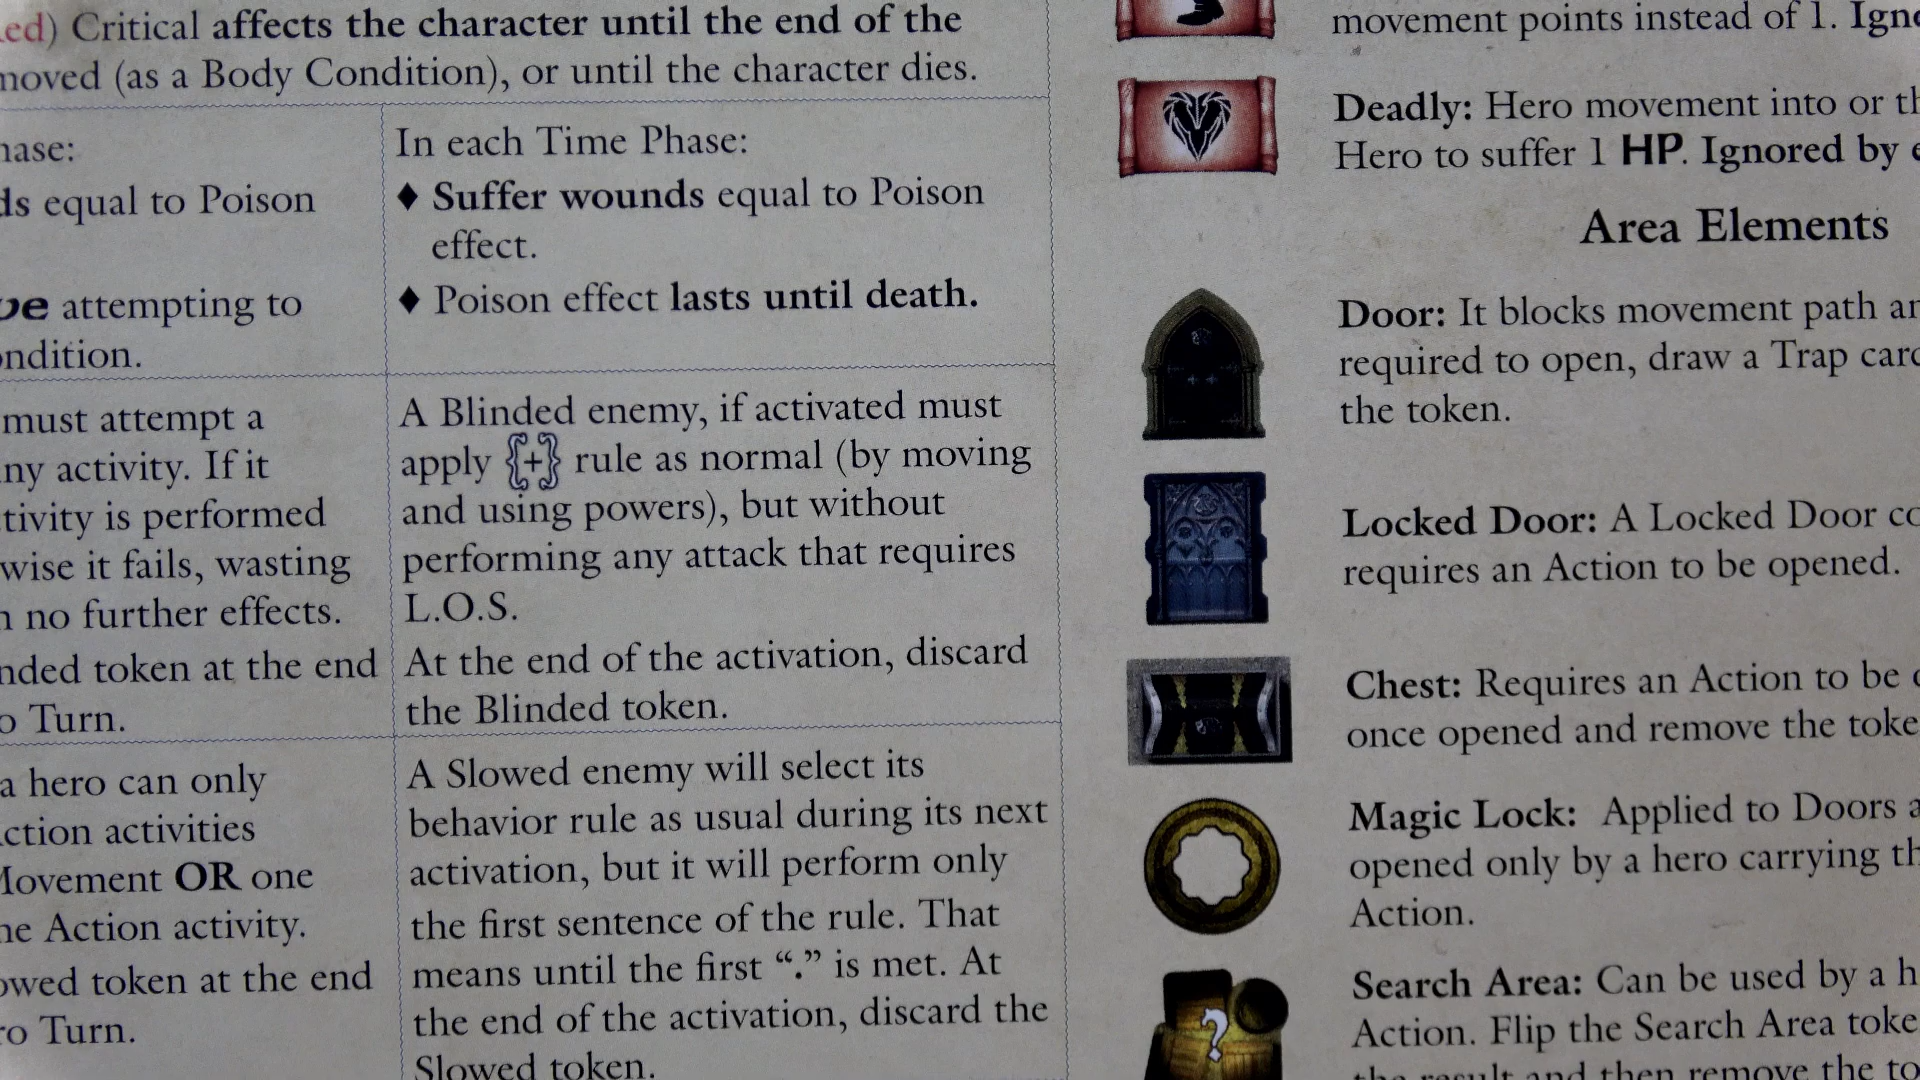 Critical affects the character until the end of the
(as a Body Condition), or until the character dies.
equal to Poison
attempting to
must attempt a
activity. If it
is performed
it fails, wasting
no further effects.
token at the end
Turn.
a hero can only
activities
OR one
Action activity.
token at the end
Turn.
In each Time Phase:
♦ Suffer wounds equal to Poison
effect.
♦ Poison effect lasts until death.
A Blinded enemy, if activated must
apply {+} rule as normal (by moving
and using powers), but without
performing any attack that requires
L.O.S.
At the end of the activation, discard
the Blinded token.
A Slowed enemy will select its
behavior rule as usual during its next
activation, but it will perform only
the first sentence of the rule. That
means until the first “.” is met. At
the end of the activation, discard the
Slowed token.
movement points instead of 1.
Deadly: Hero movement into or
Hero to suffer 1 HP. Ignored by
Area Elements
Door: It blocks movement path
required to open, draw a Trap
the token.
Locked Door: A Locked Door
requires an Action to be opened.
Chest: Requires an Action to be
once opened and remove the
Magic Lock: Applied to Doors
opened only by a hero carrying
Action.
Search Area: Can be used by a
Action. Flip the Search Area
the result and then remove the
?